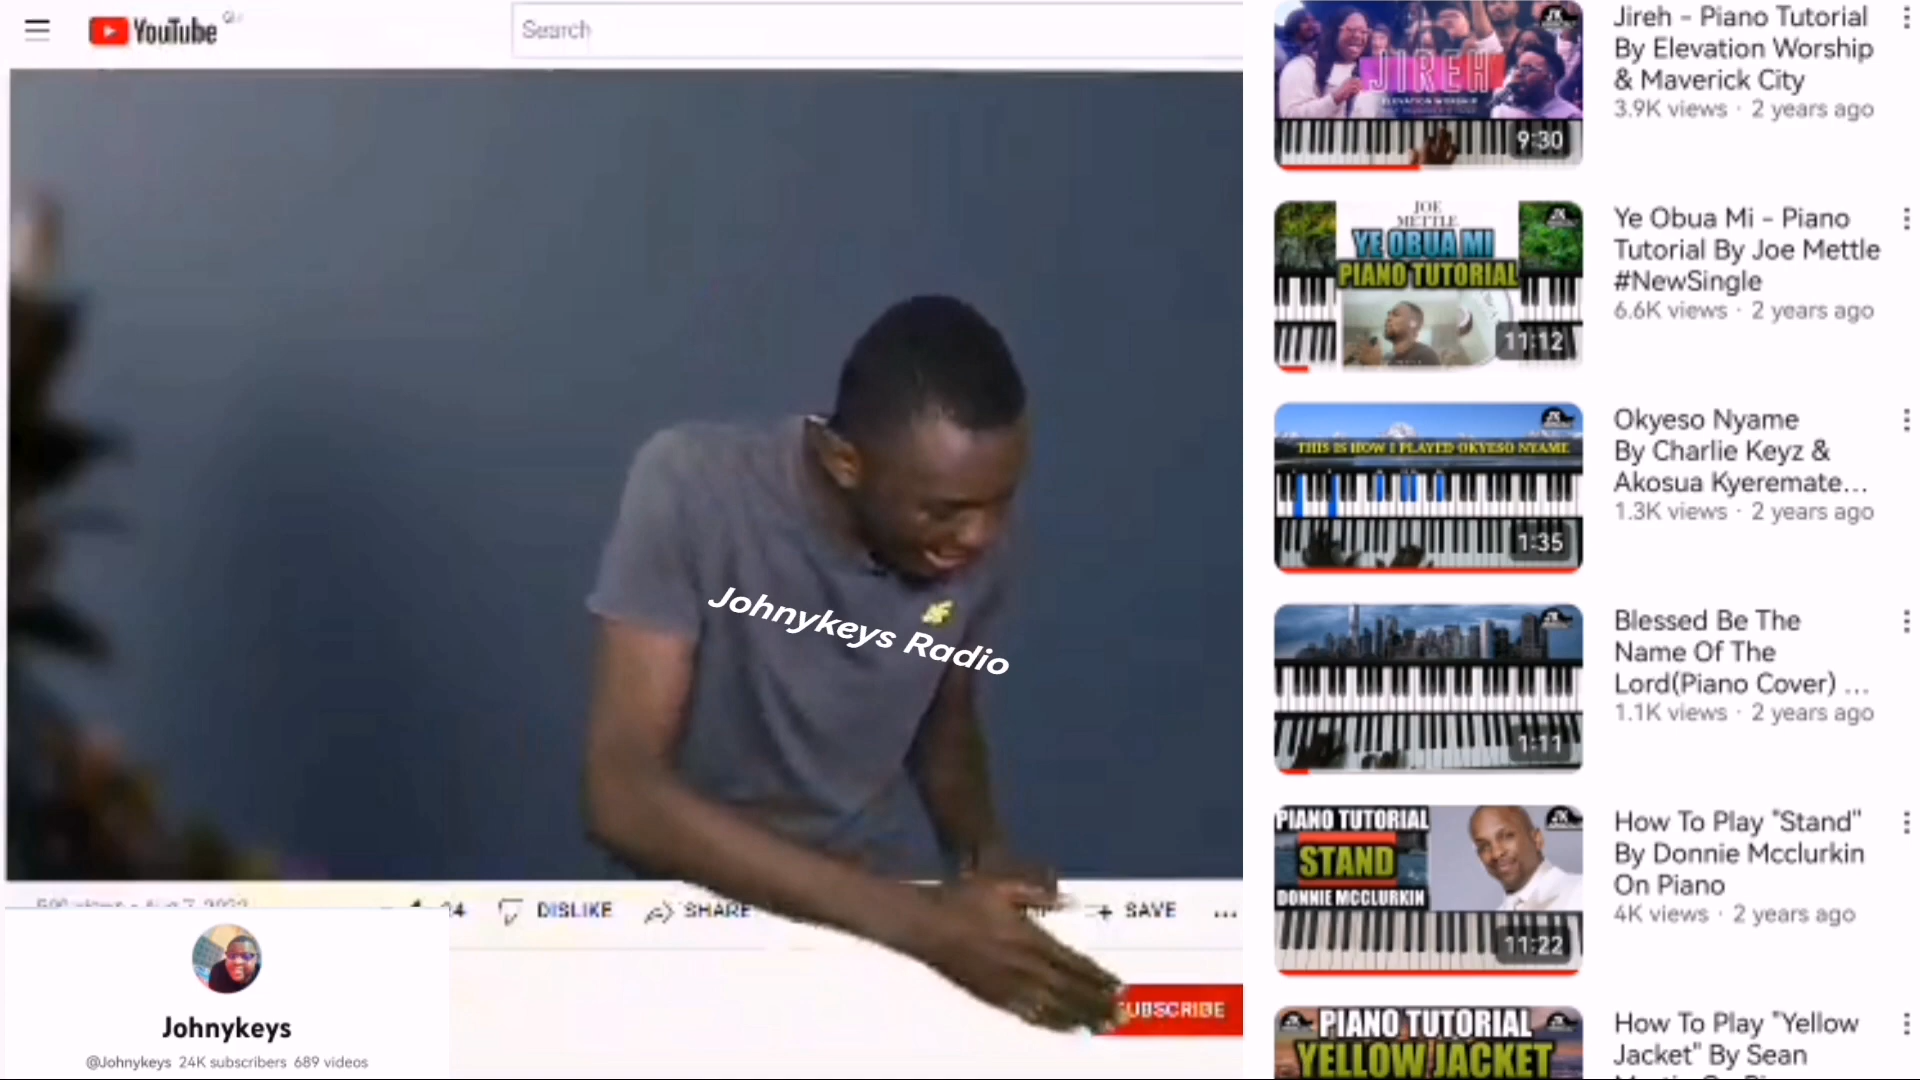 YouTube
Search
Johnykeys Radio
DISLIKE
SHARE
SAVE
SUBSCRIBE
Johnykeys
@Johnykeys 24K subscribers 689 videos
JIREH
ELEVATION WORSHIP
9:30
Jireh - Piano Tutorial
By Elevation Worship
& Maverick City
3.9K views · 2 years ago
JOE
METTLE
YE OBUA MI
PIANO TUTORIAL
11:12
Ye Obua Mi - Piano
Tutorial By Joe Mettle
#NewSingle
6.6K views · 2 years ago
THIS IS HOW I PLAYED OKYESO NYAME
1:35
Okyeso Nyame
By Charlie Keyz &
Akosua Kyeremate...
1.3K views · 2 years ago
1:11
Blessed Be The
Name Of The
Lord(Piano Cover) ...
1.1K views · 2 years ago
PIANO TUTORIAL
STAND
DONNIE MCCLURKIN
11:22
How To Play "Stand"
By Donnie Mcclurkin
On Piano
4K views · 2 years ago
PIANO TUTORIAL
YELLOW JACKET
How To Play "Yellow
Jacket" By Sean